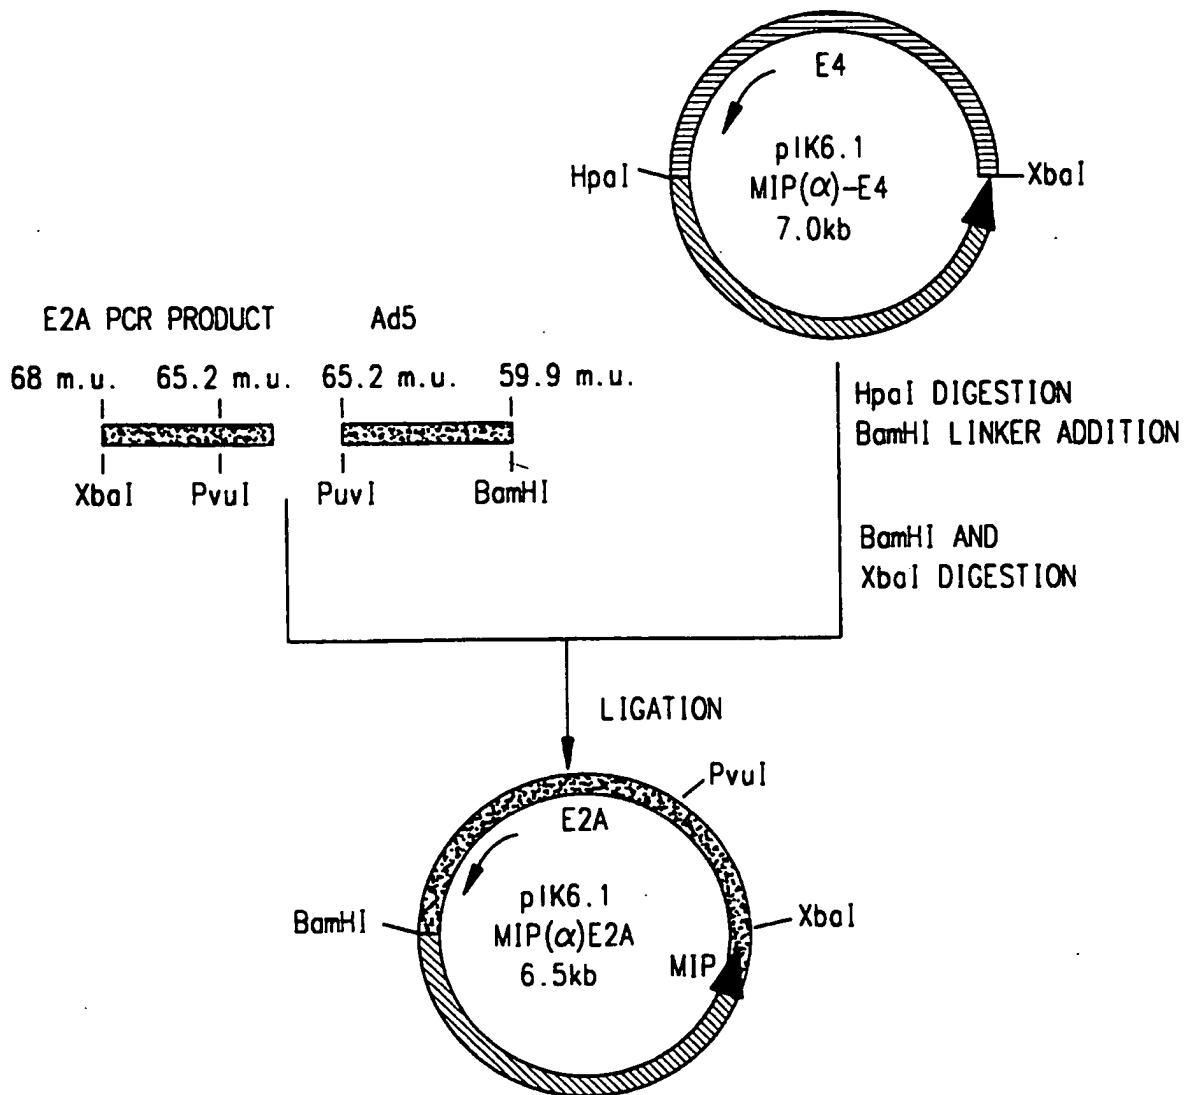 E4
pIK6.1
MIP(α)-E4
7.0kb
HpaI
XbaI
E2A PCR PRODUCT
Ad5
68 m.u. 65.2 m.u. 65.2 m.u. 59.9 m.u.
XbaI PvuI PuvI BamHI
HpaI DIGESTION
BamHI LINKER ADDITION
BamHI AND
XbaI DIGESTION
LIGATION
PvuI
E2A
pIK6.1
MIP(α)E2A
6.5kb
BamHI
XbaI
MIP